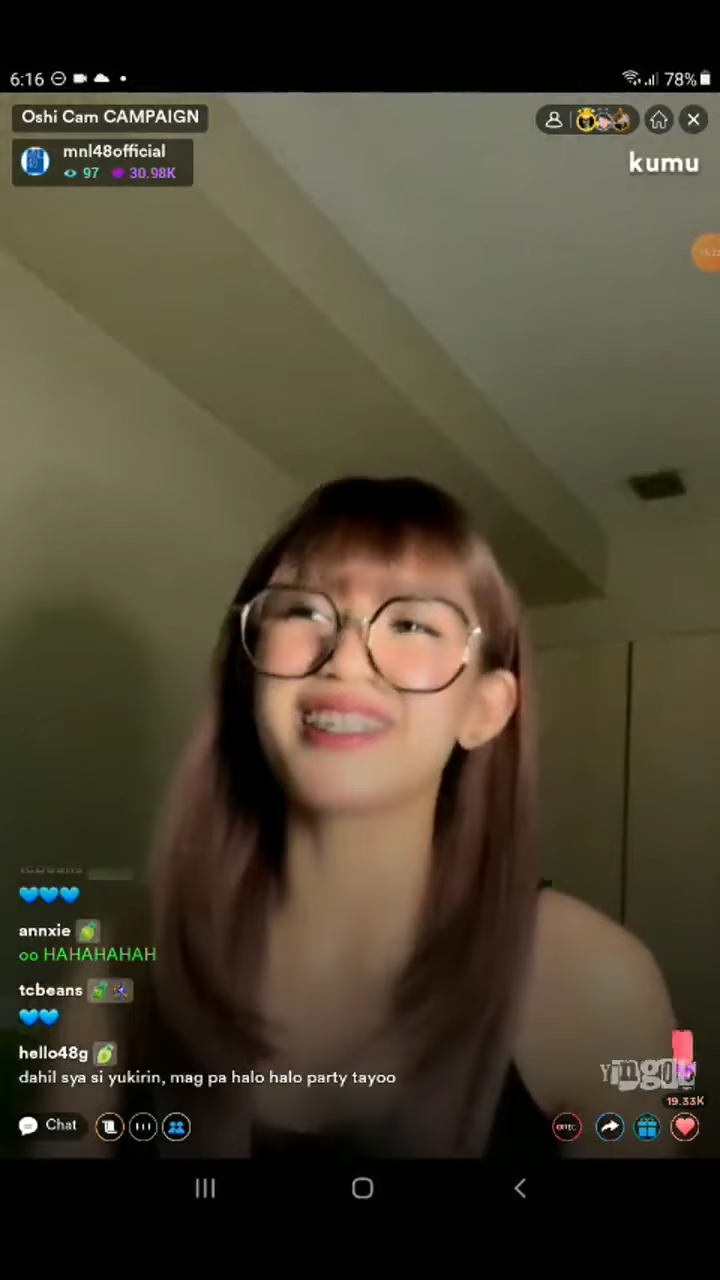 6:16
78%
Oshi Cam CAMPAIGN
mnl48official
97 30.98K
kumu
annxie
oo HAHAHAHAH
tcbeans
hello48g
dahil sya si yukirin, mag pa halo halo party tayoo
19.33K
Chat